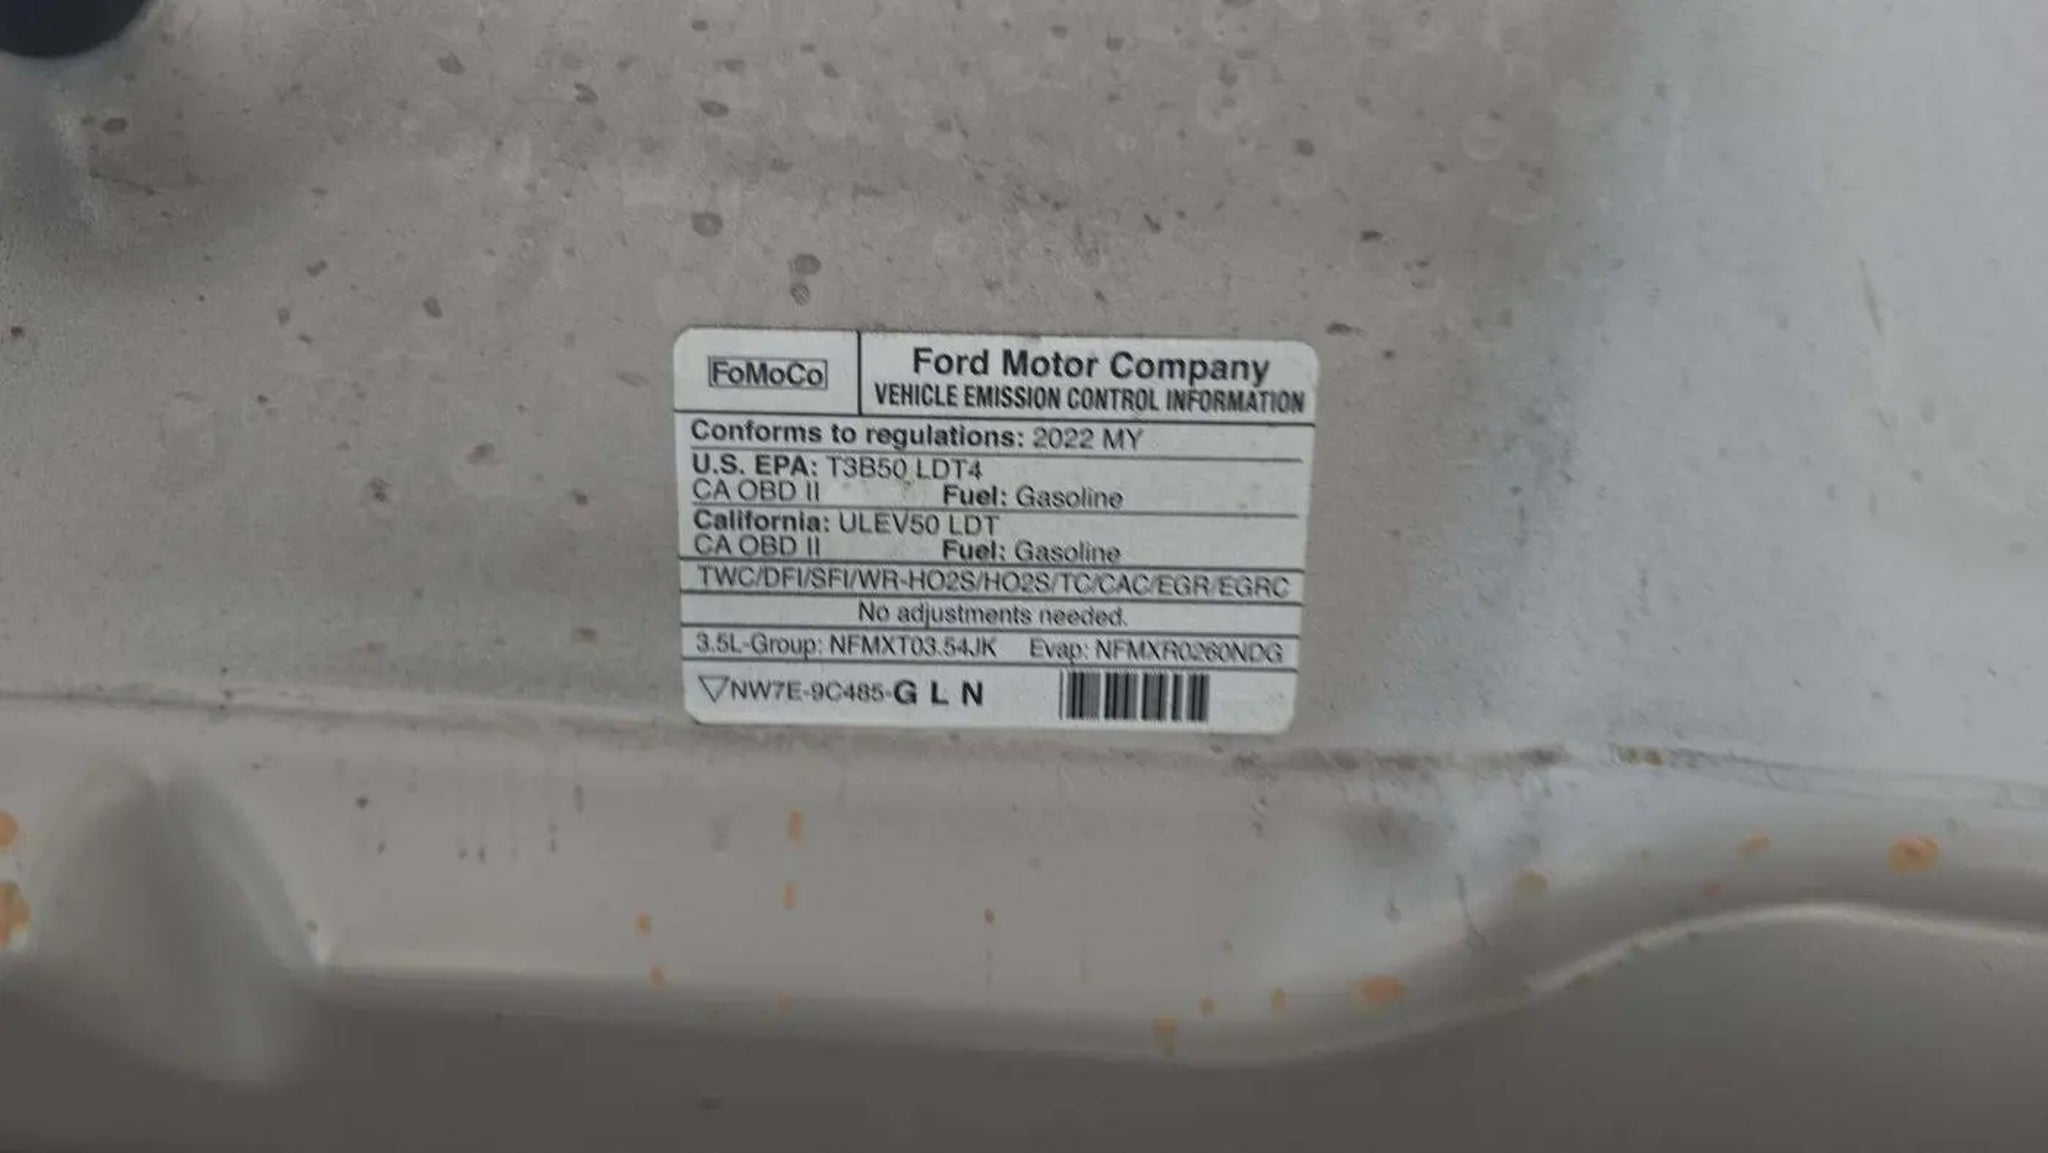 FoMoCo
Ford Motor Company
VEHICLE EMISSION CONTROL INFORMATION
Conforms to regulations: 2022 MY
U.S. EPA: T3B50 LDT4
CA OBD II Fuel: Gasoline
California: ULEV50 LDT
CA OBD II Fuel: Gasoline
TWC/DFI/SFI/WR-HO2S/HO2S/TC/CAC/EGR/EGRC
No adjustments needed.
3.5L-Group: NFMXT03.54JK Evap: NFMXR0260NDG
NW7E-9C485-G L N